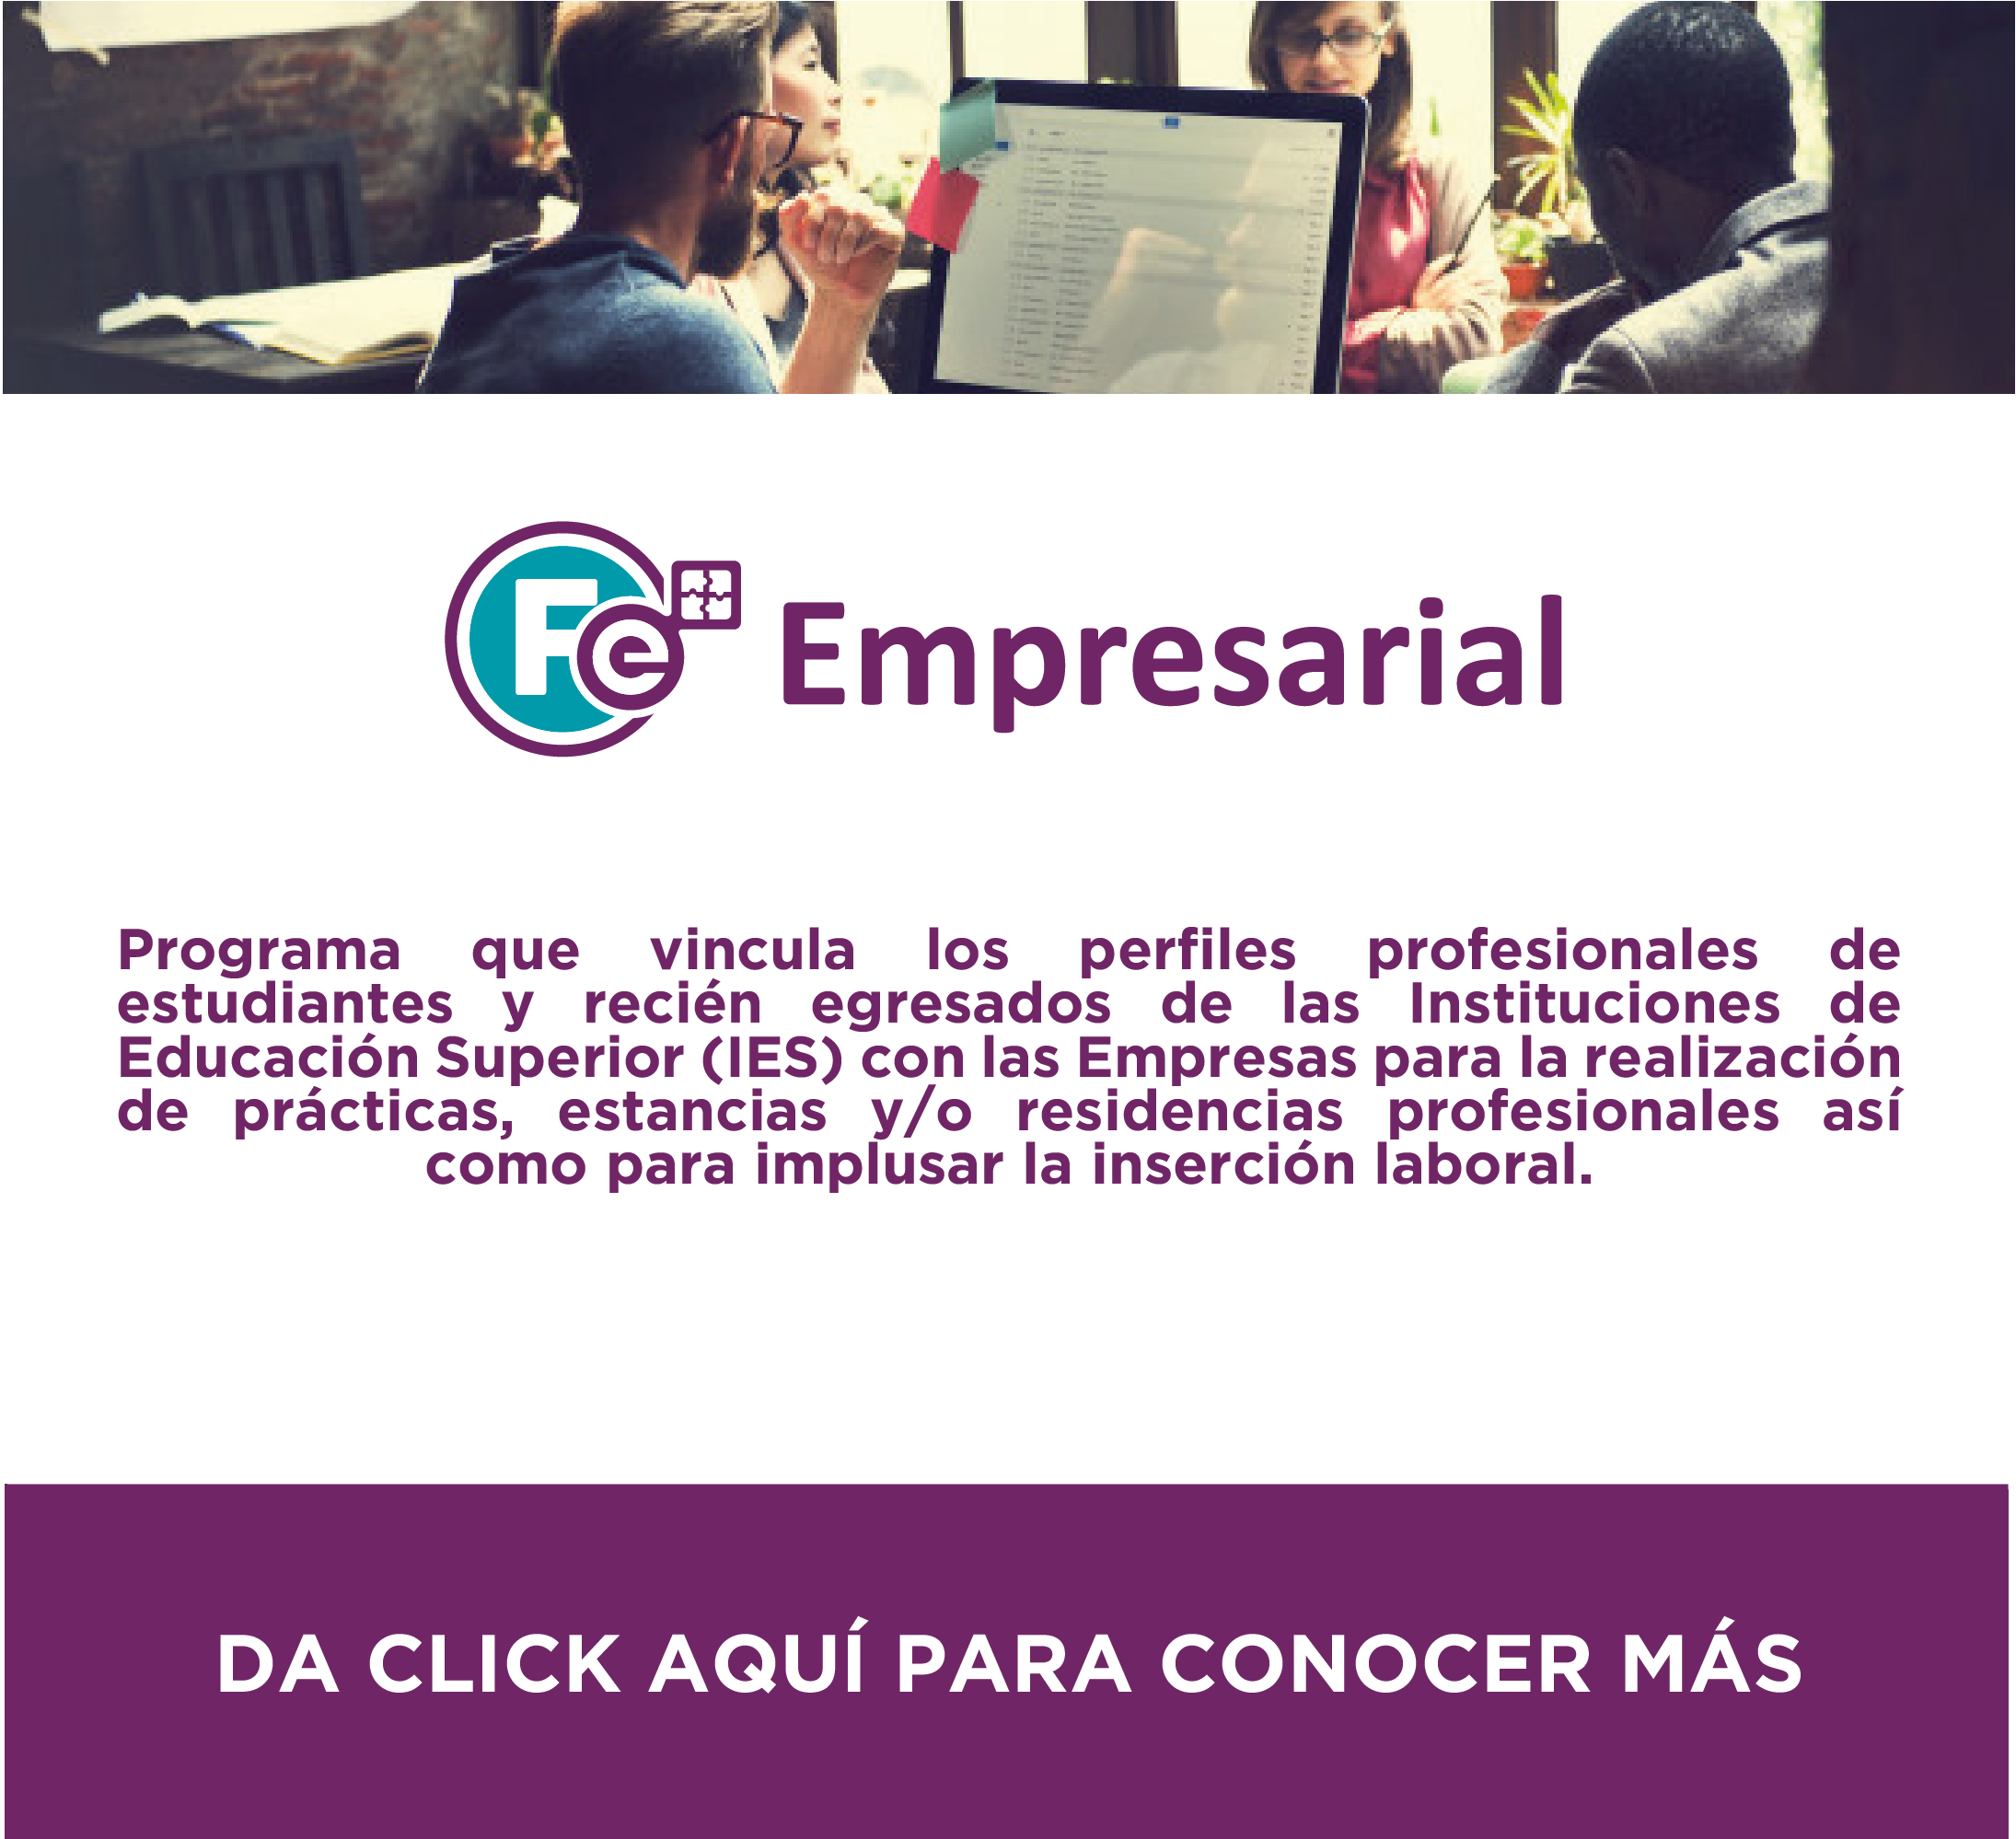 Fe Empresarial
Programa que vincula los perfiles profesionales de
estudiantes y recién egresados de las Instituciones de
Educación Superior (IES) con las Empresas para la realización
de prácticas, estancias y/o residencias profesionales así
como para implusar la inserción laboral.
DA CLICK AQUÍ PARA CONOCER MÁS